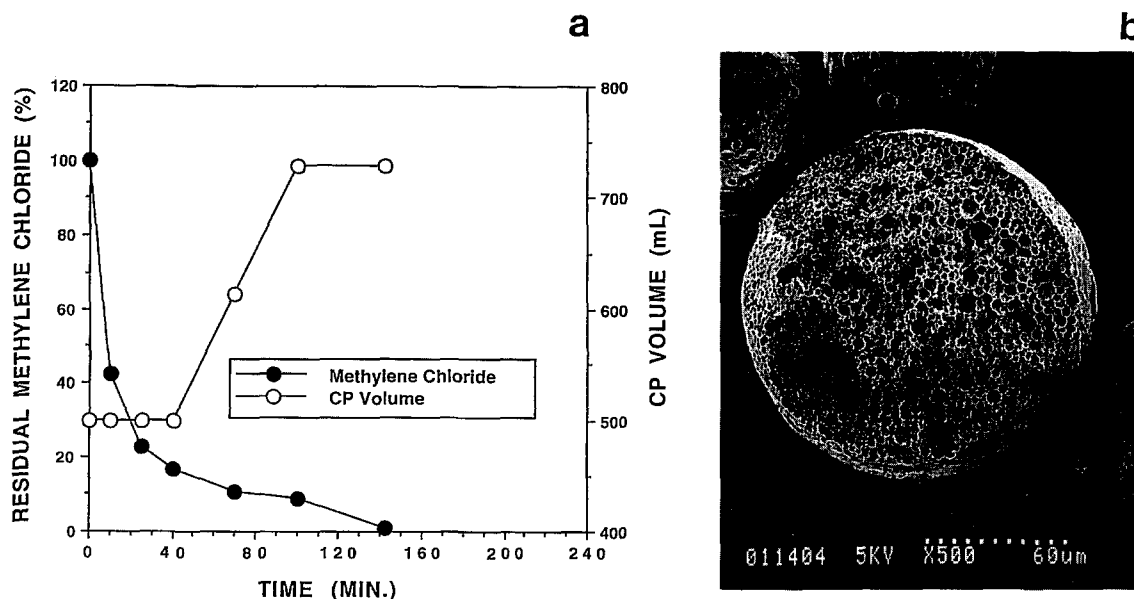 a
b
RESIDUAL METHYLENE CHLORIDE (%)
120
100
80
60
40
20
0
800
700
600
500
400
CP VOLUME (mL)
Methylene Chloride
CP Volume
0 40 80 120 160 200 240
TIME (MIN.)
011404 5KV X500 60µm